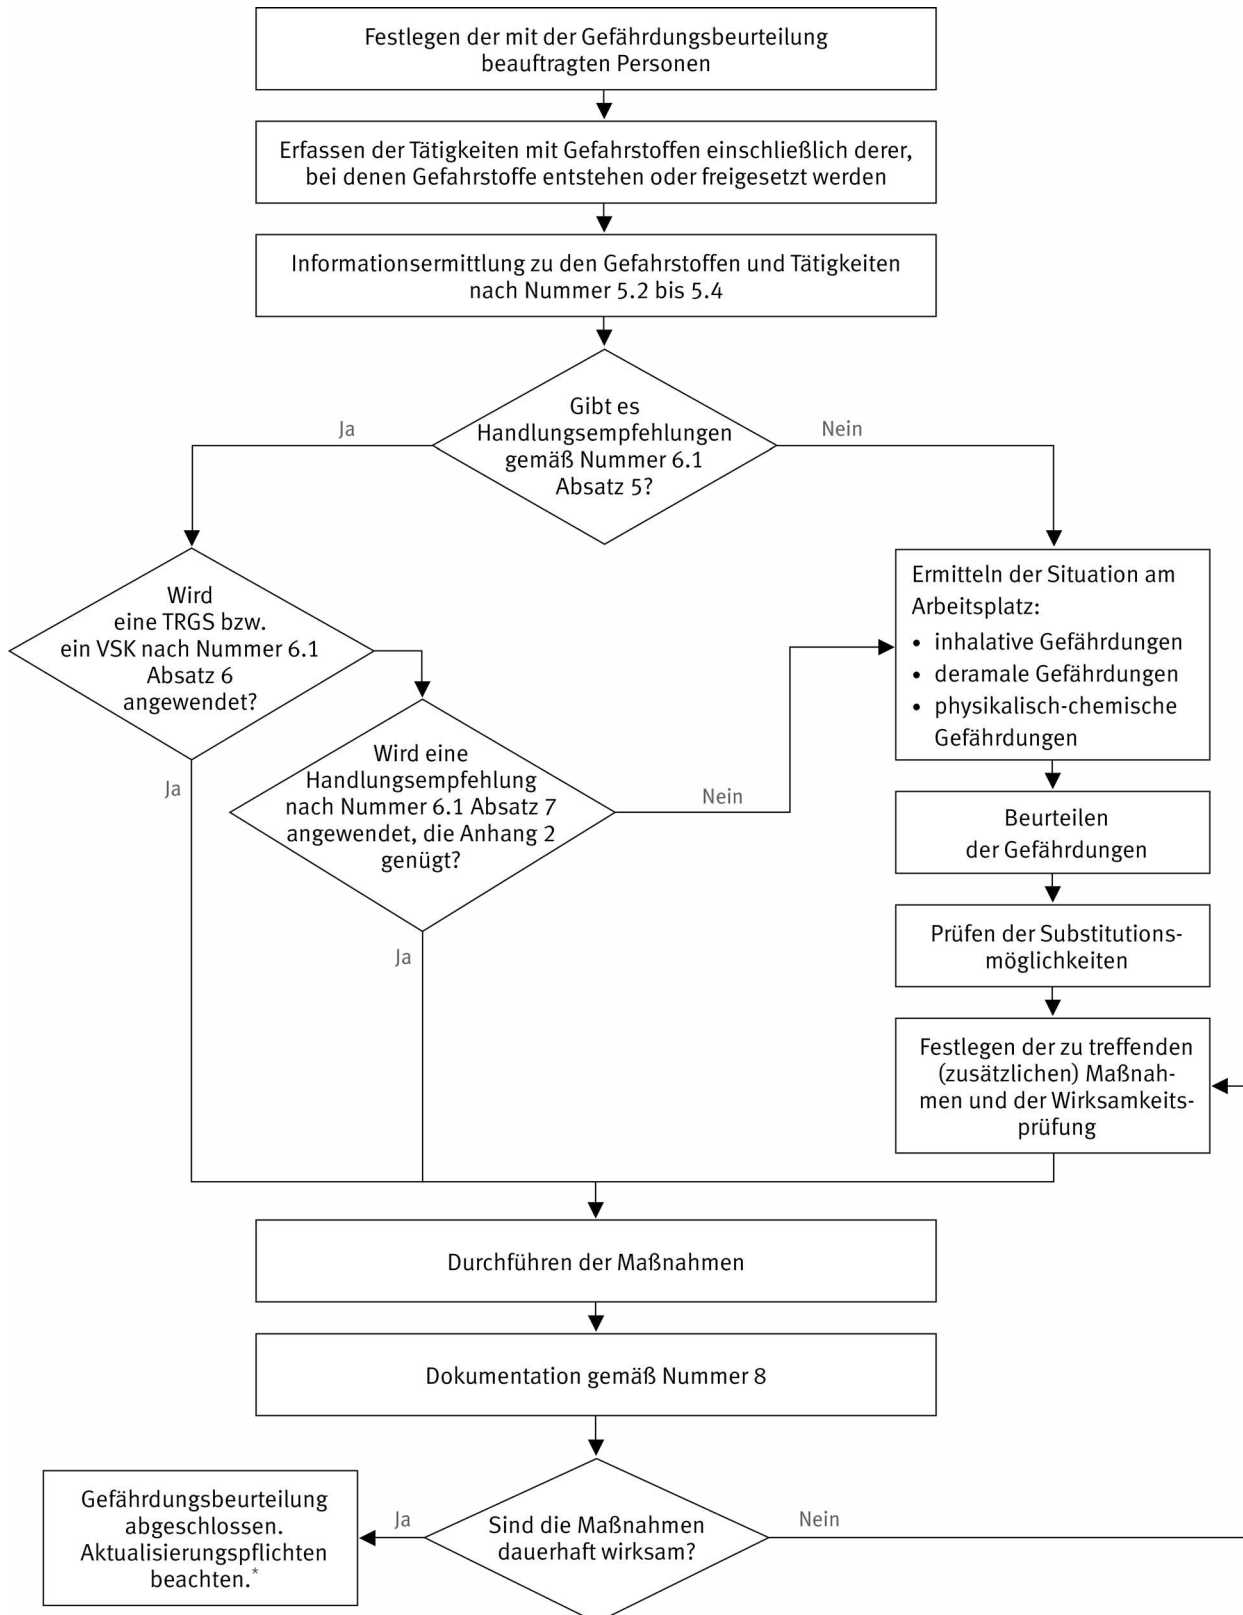 Festlegen der mit der Gefährdungsbeurteilung
beauftragten Personen
Erfassen der Tätigkeiten mit Gefahrstoffen einschließlich derer,
bei denen Gefahrstoffe entstehen oder freigesetzt werden
Informationsermittlung zu den Gefahrstoffen und Tätigkeiten
nach Nummer 5.2 bis 5.4
Gibt es
Handlungsempfehlungen
gemäß Nummer 6.1
Absatz 5?
Ja
Nein
Wird
eine TRGS bzw.
ein VSK nach Nummer 6.1
Absatz 6
angewendet?
Ja
Wird eine
Handlungsempfehlung
nach Nummer 6.1 Absatz 7
angewendet, die Anhang 2
genügt?
Nein
Ja
Ermitteln der Situation am
Arbeitsplatz:
• inhalative Gefährdungen
• deramale Gefährdungen
• physikalisch-chemische
Gefährdungen
Beurteilen
der Gefährdungen
Prüfen der Substitutions-
möglichkeiten
Festlegen der zu treffenden
(zusätzlichen) Maßnah-
men und der Wirksamkeits-
prüfung
Durchführen der Maßnahmen
Dokumentation gemäß Nummer 8
Sind die Maßnahmen
dauerhaft wirksam?
Ja
Nein
Gefährdungsbeurteilung
abgeschlossen.
Aktualisierungspflichten
beachten.*